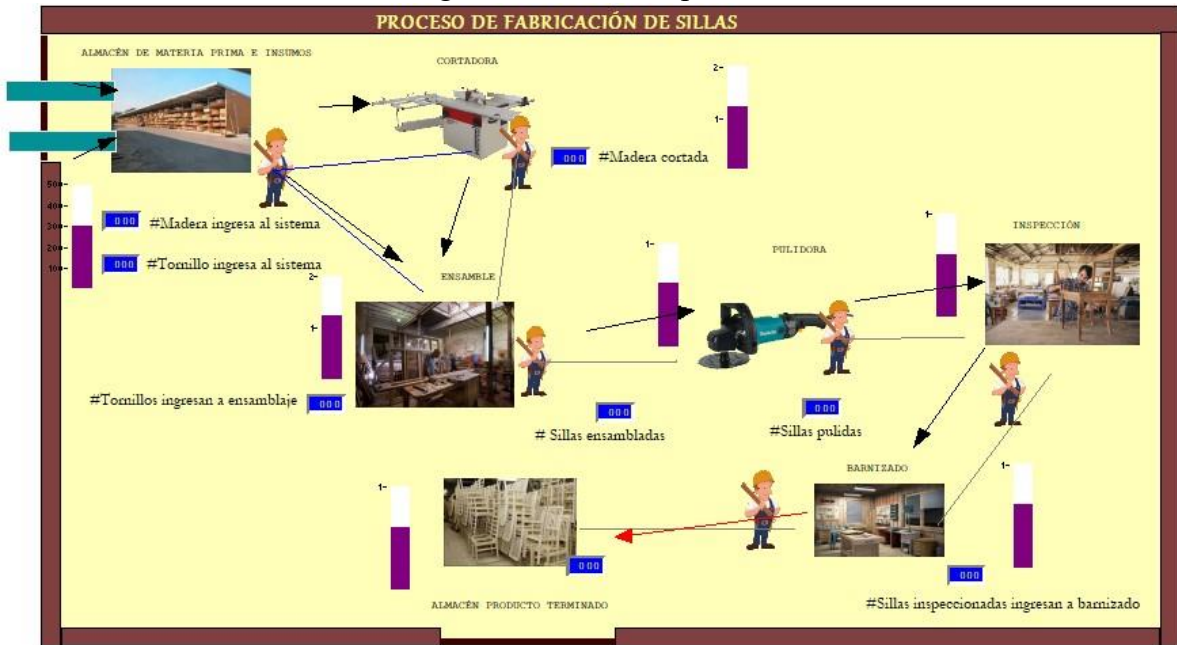 PROCESO DE FABRICACIÓN DE SILLAS
ALMACÉN DE MATERIA PRIMA E INSUMOS
CORTADORA
2-
1-
000 #Madera cortada
500-
400-
300-
200-
100-
000 #Madera ingresa al sistema
000 #Tornillo ingresa al sistema
ENSAMBLE
2-
1-
#Tornillos ingresan a ensamblaje 000
1-
PULIDORA
1-
INSPECCIÓN
000
# Sillas ensambladas
000
#Sillas pulidas
BARNIZADO
1-
1-
000
000
ALMACÉN PRODUCTO TERMINADO
#Sillas inspeccionadas ingresan a barnizado